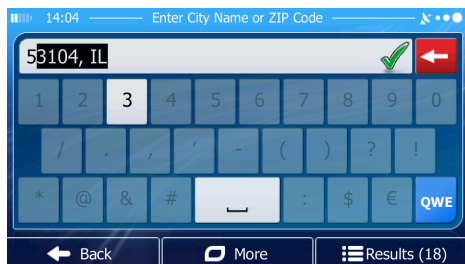 14:04 Enter City Name or ZIP Code
53104, IL
1 2 3 4 5 6 7 8 9 0
/ . , ' - ( ) ? !
* @ & # : $ € QWE
Back More Results (18)